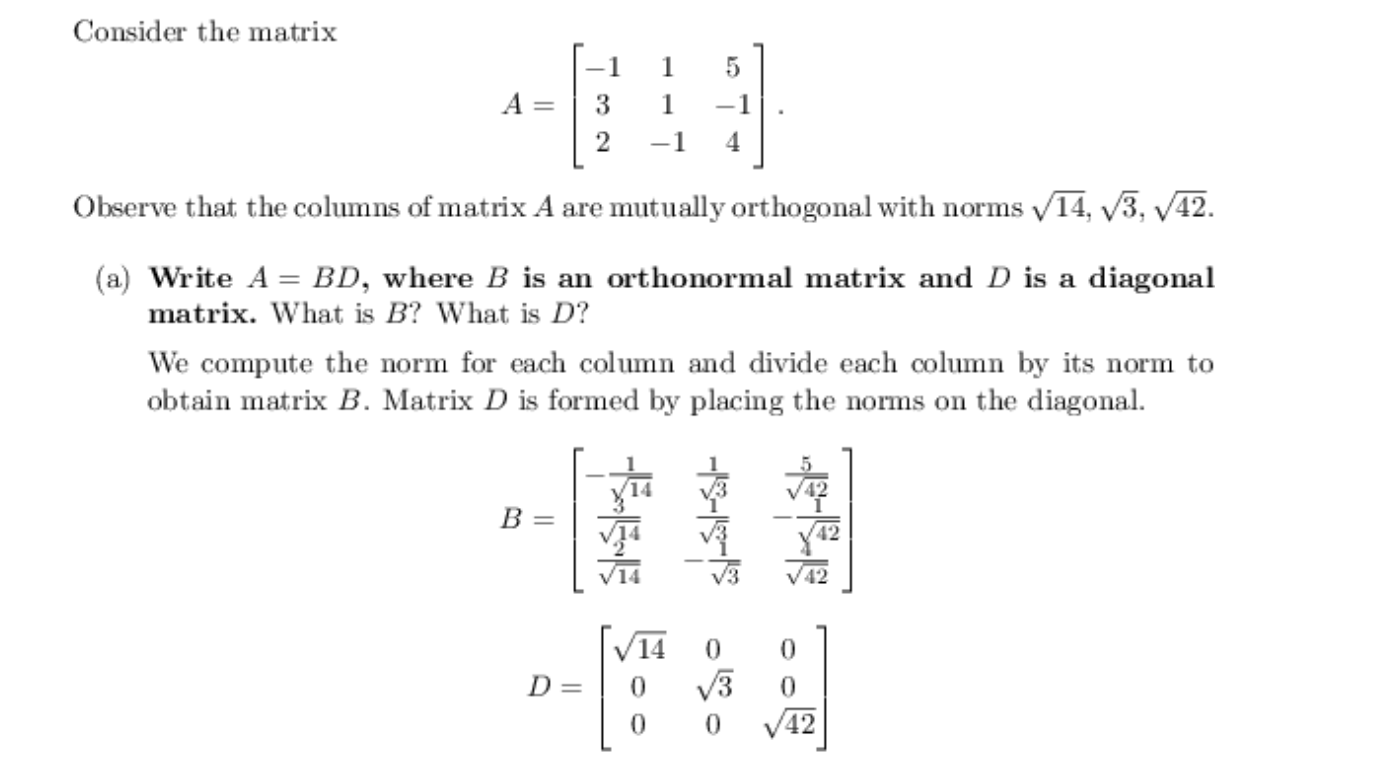 Consider the matrix
A = \begin{bmatrix} -1 & 1 & 5 \\ 3 & 1 & -1 \\ 2 & -1 & 4 \end{bmatrix}.
Observe that the columns of matrix A are mutually orthogonal with norms √14, √3, √42.
(a) Write A = BD, where B is an orthonormal matrix and D is a diagonal
matrix. What is B? What is D?
We compute the norm for each column and divide each column by its norm to
obtain matrix B. Matrix D is formed by placing the norms on the diagonal.
B = \begin{bmatrix} -\frac{1}{\sqrt{14}} & \frac{1}{\sqrt{3}} & \frac{5}{\sqrt{42}} \\ \frac{3}{\sqrt{14}} & \frac{1}{\sqrt{3}} & -\frac{1}{\sqrt{42}} \\ \frac{2}{\sqrt{14}} & -\frac{1}{\sqrt{3}} & \frac{4}{\sqrt{42}} \end{bmatrix}
D = \begin{bmatrix} \sqrt{14} & 0 & 0 \\ 0 & \sqrt{3} & 0 \\ 0 & 0 & \sqrt{42} \end{bmatrix}